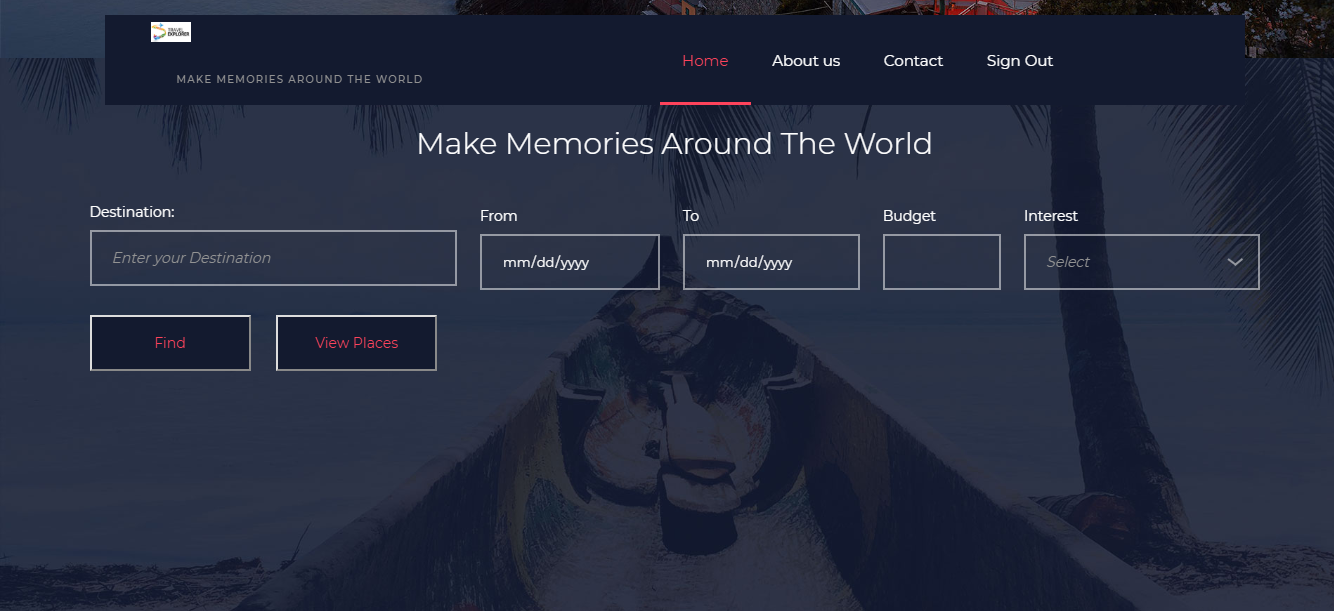 TRAVEL
EXPLORER
MAKE MEMORIES AROUND THE WORLD
Home
About us
Contact
Sign Out
Make Memories Around The World
Destination:
From
To
Budget
Interest
Enter your Destination
mm/dd/yyyy
mm/dd/yyyy
Select
Find
View Places